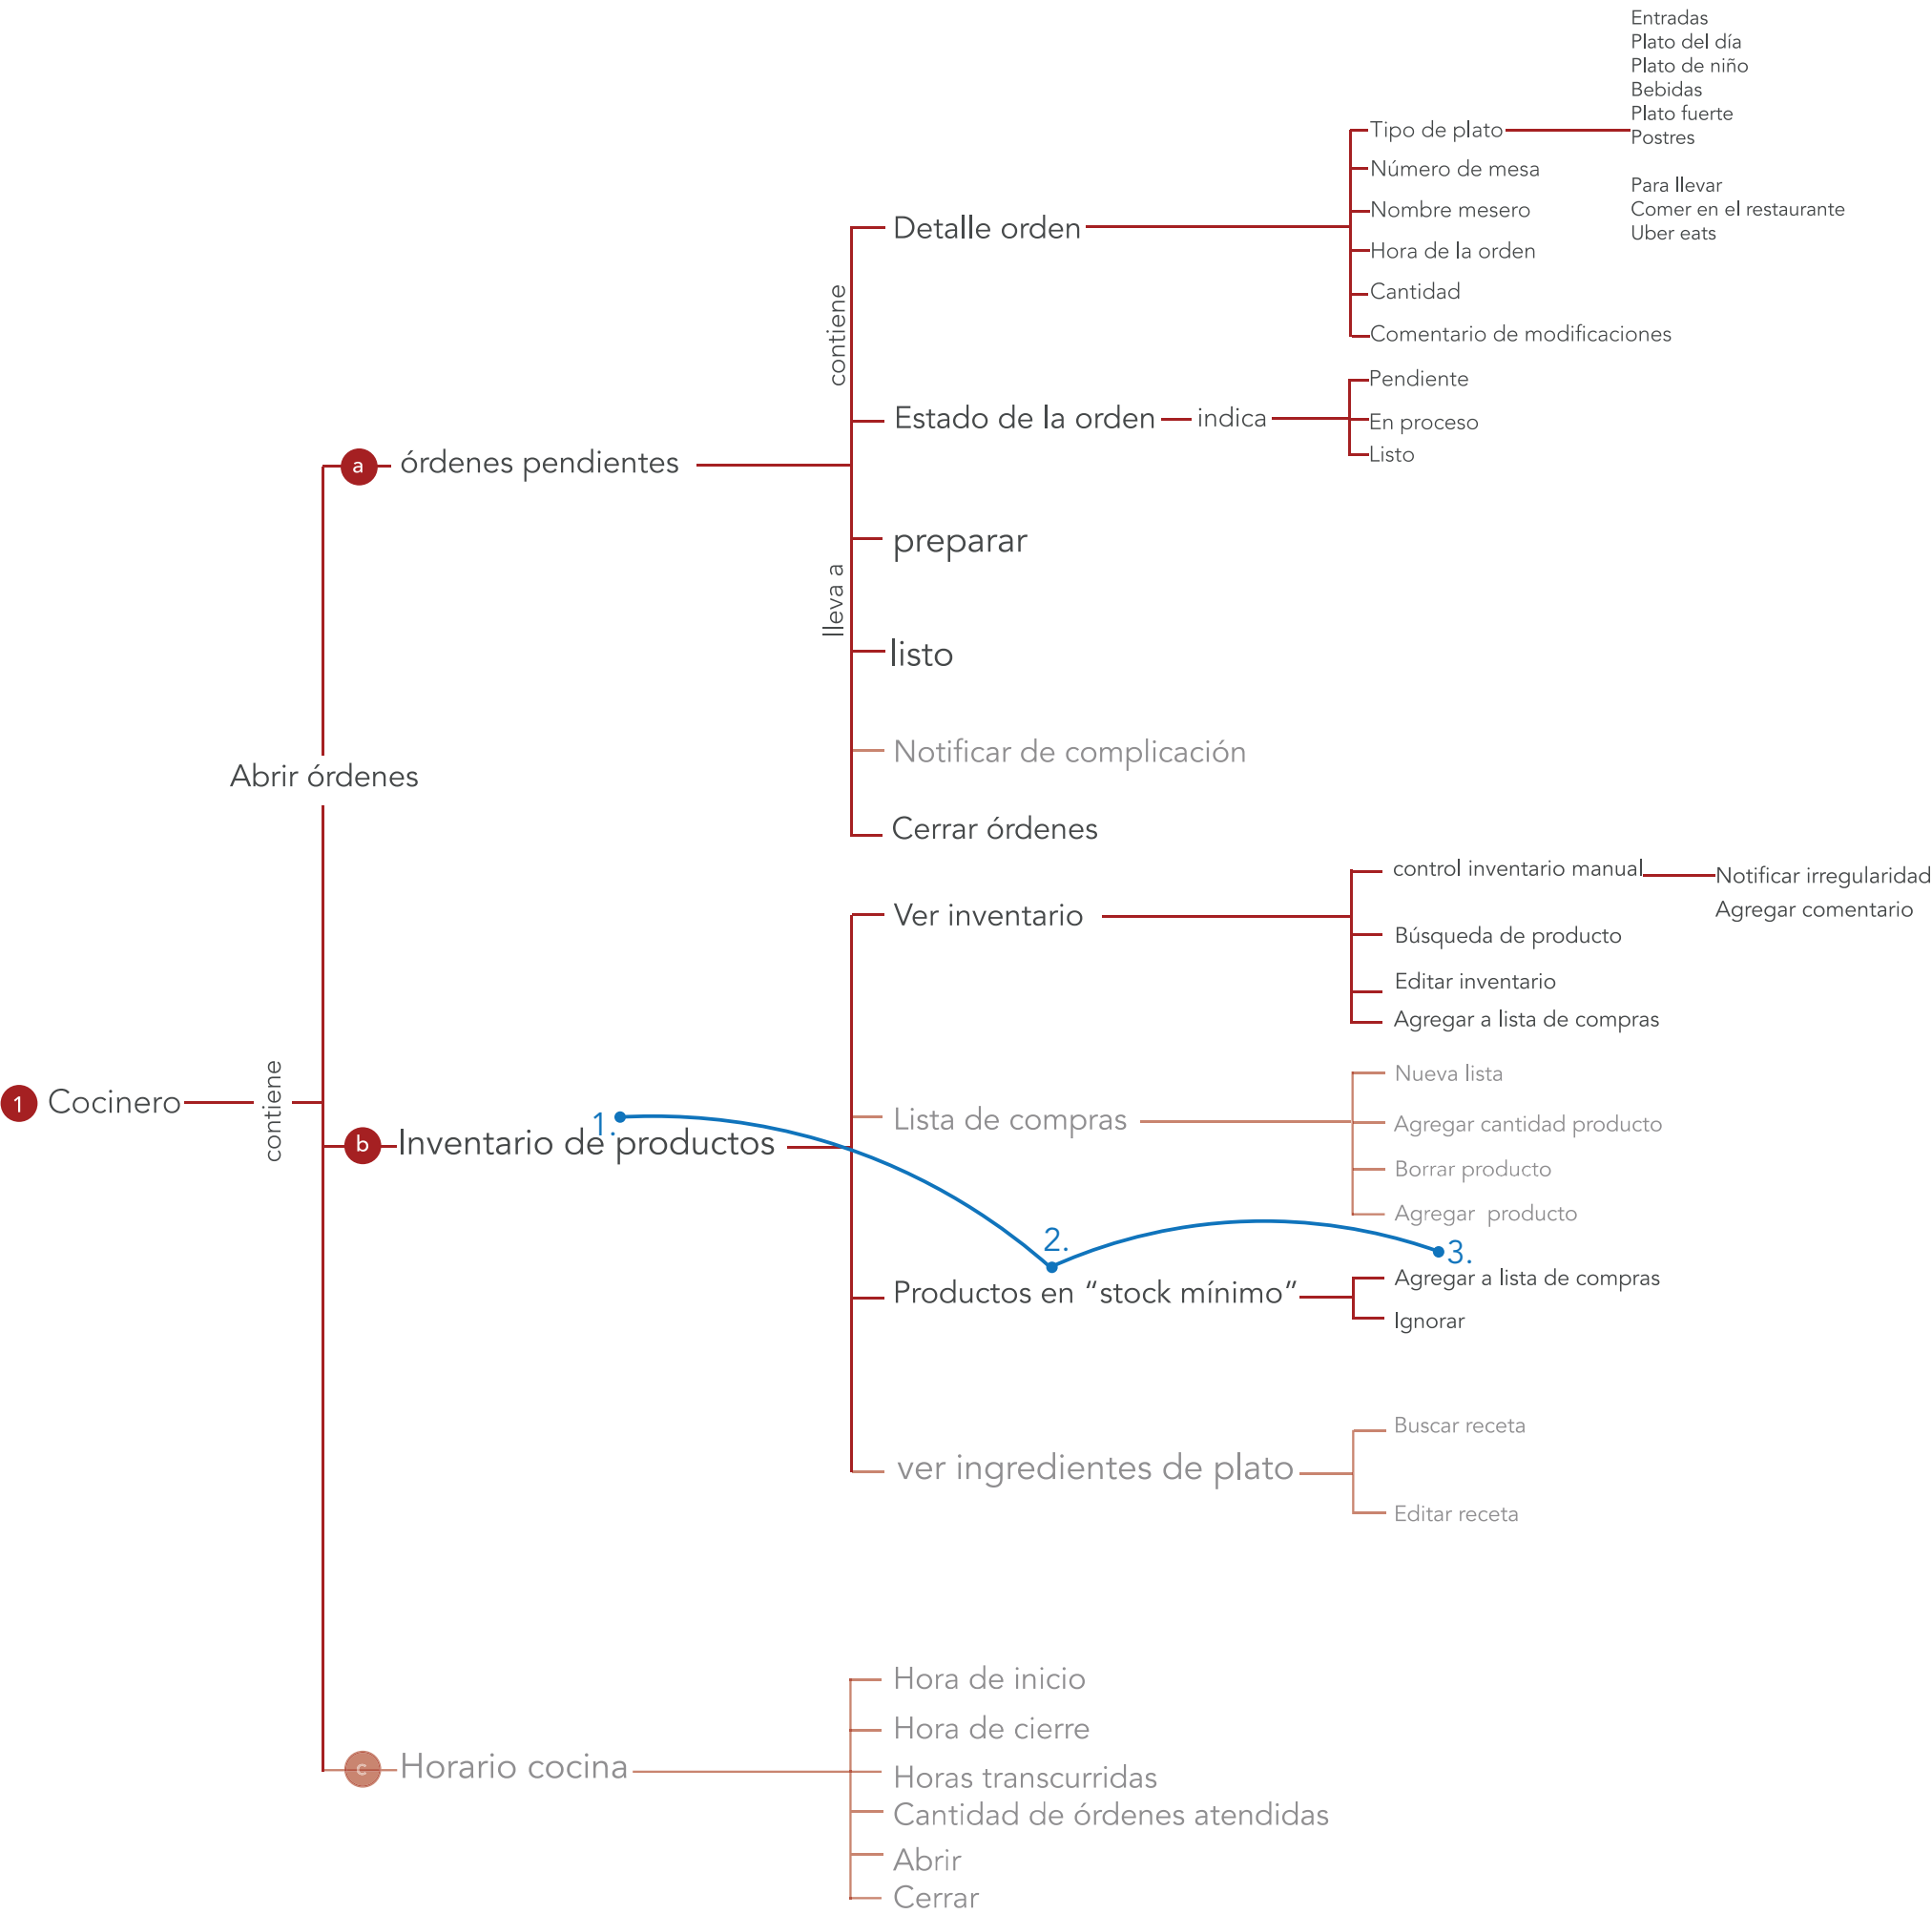 Entradas
Plato del día
Plato de niño
Bebidas
Plato fuerte
Postres
Para llevar
Comer en el restaurante
Uber eats
Tipo de plato
Número de mesa
Nombre mesero
Hora de la orden
Cantidad
Comentario de modificaciones
Detalle orden
contiene
Estado de la orden
indica
Pendiente
En proceso
Listo
a
órdenes pendientes
preparar
lleva a
listo
Notificar de complicación
Abrir órdenes
Cerrar órdenes
control inventario manual
Notificar irregularidad
Agregar comentario
Ver inventario
Búsqueda de producto
Editar inventario
Agregar a lista de compras
1 Cocinero
contiene
Nueva lista
Lista de compras
Agregar cantidad producto
Borrar producto
Agregar producto
1.
b
Inventario de productos
2.
3.
Productos en “stock mínimo”
Agregar a lista de compras
Ignorar
Buscar receta
ver ingredientes de plato
Editar receta
c
Horario cocina
Hora de inicio
Hora de cierre
Horas transcurridas
Cantidad de órdenes atendidas
Abrir
Cerrar